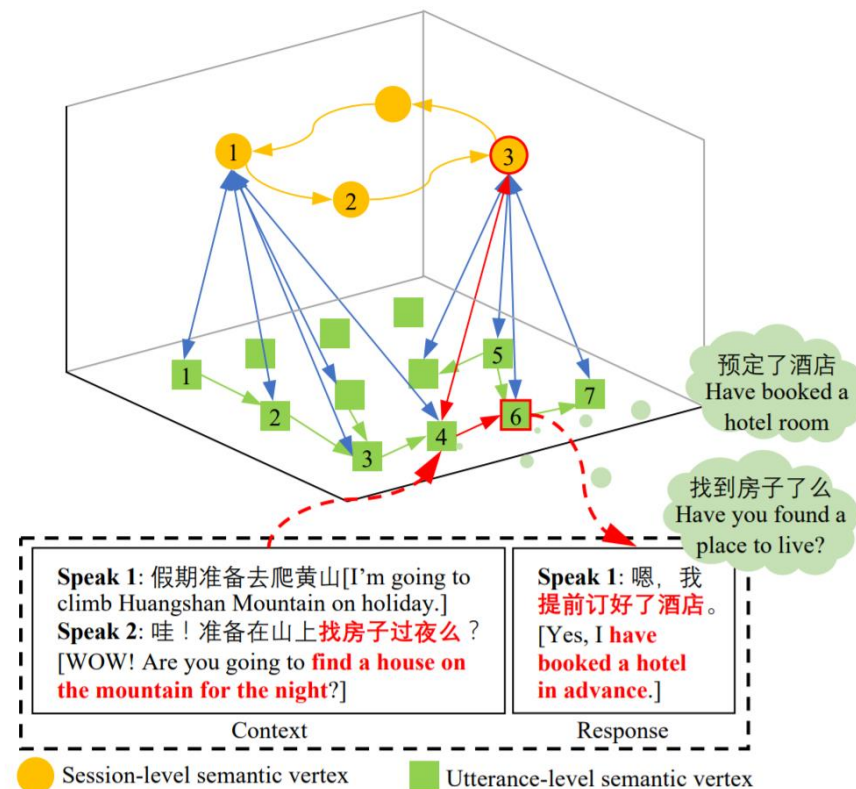 1
3
2
1
2
3
4
5
6
7
预定了酒店
Have booked a
hotel room
找到房子了么
Have you found a
place to live?
Speak 1: 假期准备去爬黄山[I'm going to
climb Huangshan Mountain on holiday.]
Speak 2: 哇！准备在山上找房子过夜么？
[WOW! Are you going to find a house on
the mountain for the night?]
Context
Speak 1: 嗯，我
提前订好了酒店。
[Yes, I have
booked a hotel
in advance.]
Response
Session-level semantic vertex
Utterance-level semantic vertex